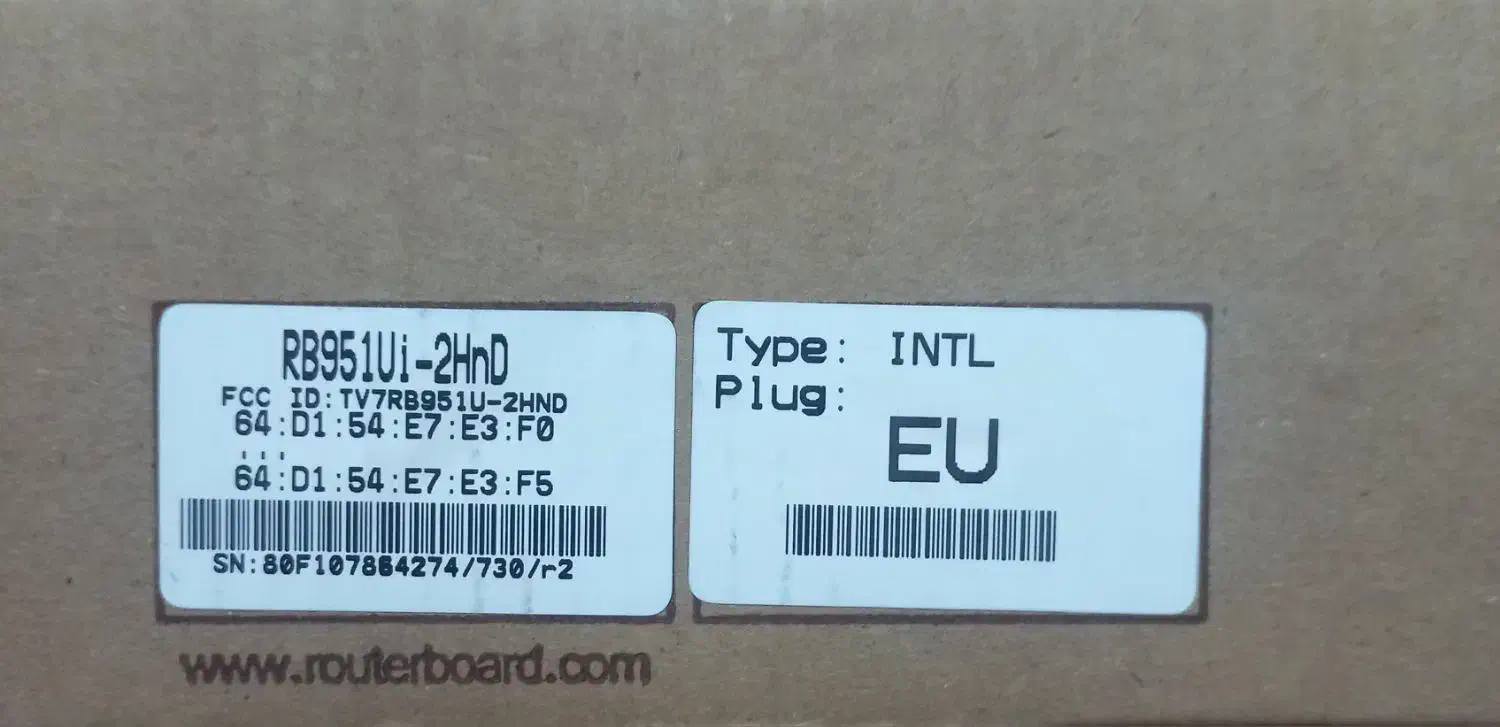 RB951Ui-2HnD
FCC ID:TV7RB951U-2HND
64:D1:54:E7:E3:F0
...
64:D1:54:E7:E3:F5
SN:80F107864274/730/r2
Type: INTL
Plug:
EU
www.routerboard.com